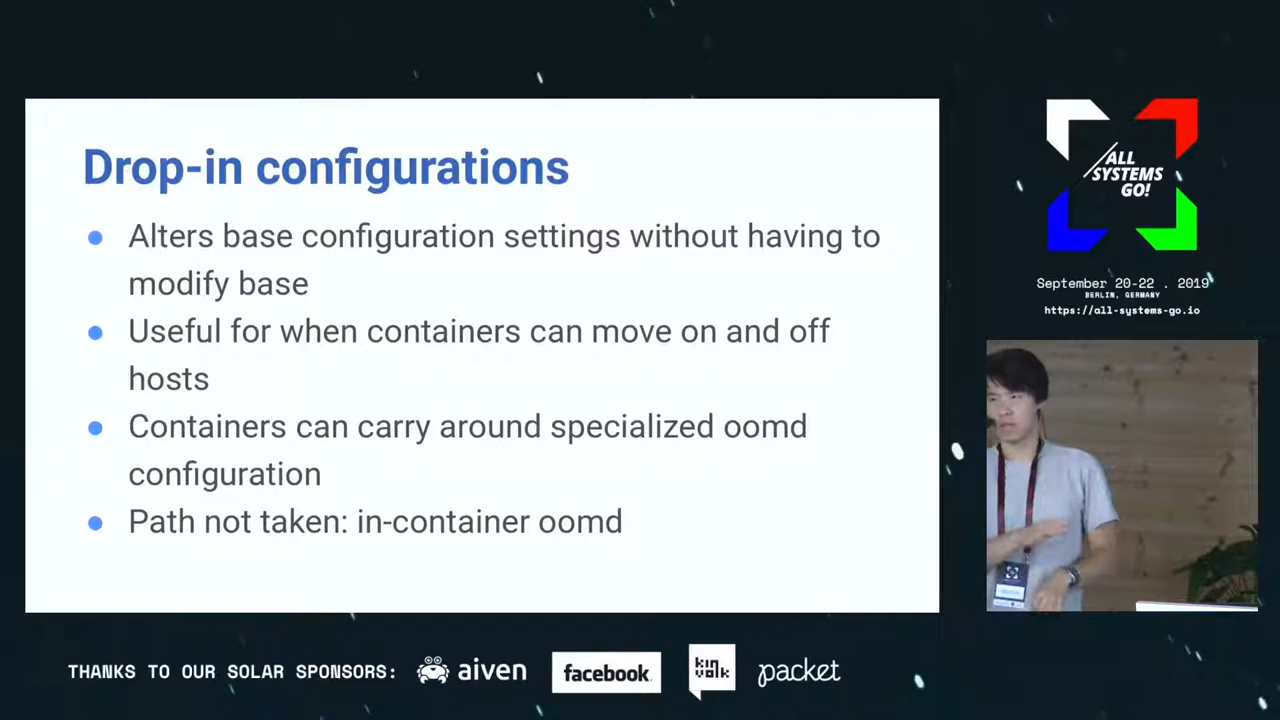 Drop-in configurations
● Alters base configuration settings without having to
modify base
● Useful for when containers can move on and off
hosts
● Containers can carry around specialized oomd
configuration
● Path not taken: in-container oomd
/ALL
SYSTEMS
GO!
September 20-22 . 2019
BERLIN, GERMANY
https://all-systems-go.io
THANKS TO OUR SOLAR SPONSORS: aiven facebook. kinvolk packet